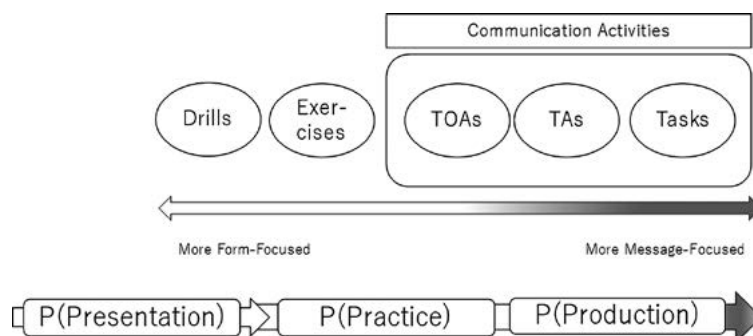 Communication Activities
Drills
Exer-
cises
TOAs
TAs
Tasks
More Form-Focused
More Message-Focused
P(Presentation)
P(Practice)
P(Production)